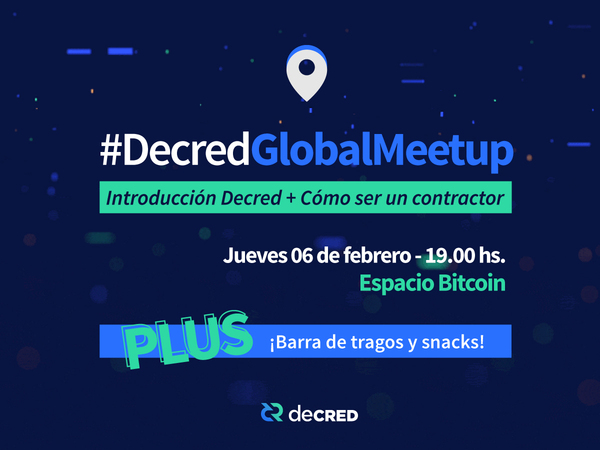 #DecredGlobalMeetup
Introducción Decred + Cómo ser un contractor
Jueves 06 de febrero - 19.00 hs.
Espacio Bitcoin
PLUS ¡Barra de tragos y snacks!
deCRED